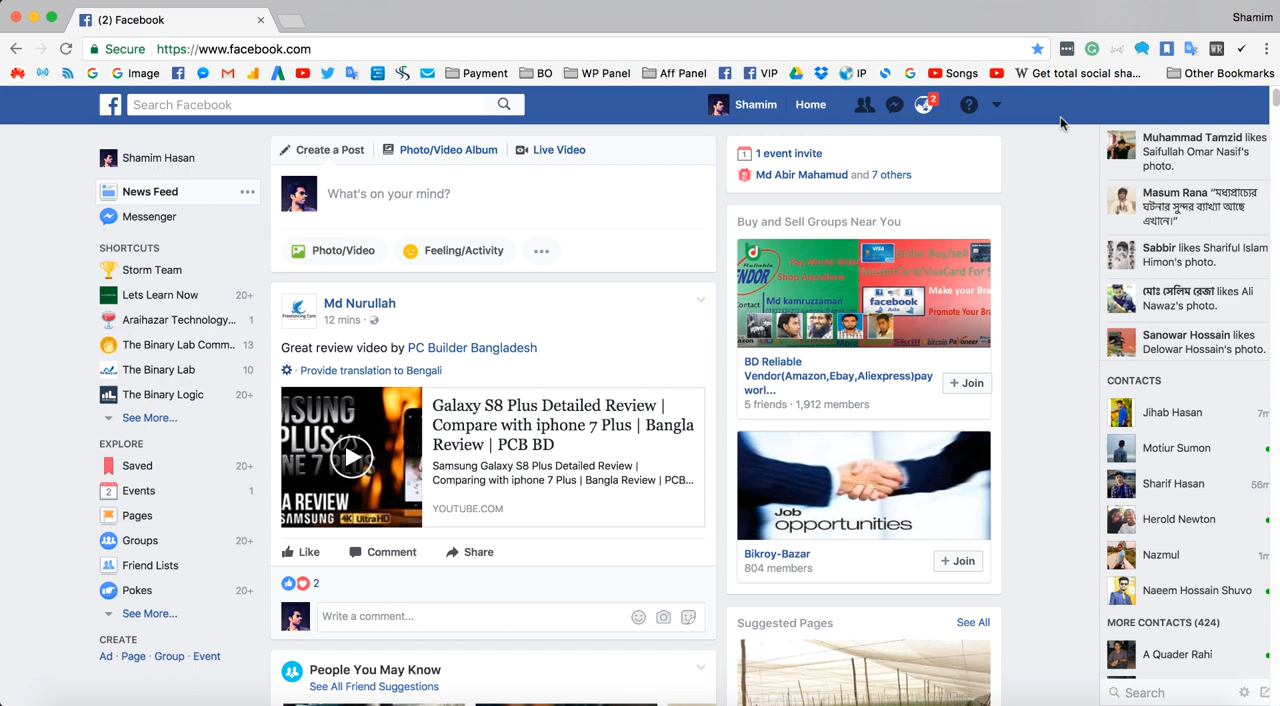 (2) Facebook
Shamim
Secure https://www.facebook.com
Image
Payment BO WP Panel Aff Panel VIP IP Songs Get total social sha... Other Bookmarks
Search Facebook
Shamim Home 2
Shamim Hasan
News Feed
Messenger
SHORTCUTS
Storm Team
Lets Learn Now 20+
Araihazar Technology... 1
The Binary Lab Comm.. 13
The Binary Lab 10
The Binary Logic 20+
See More...
EXPLORE
Saved 20+
Events 1
Pages
Groups 20+
Friend Lists
Pokes 20+
See More...
CREATE
Ad · Page · Group · Event
Create a Post Photo/Video Album Live Video
What's on your mind?
Photo/Video Feeling/Activity
Md Nurullah
12 mins ·
Great review video by PC Builder Bangladesh
· Provide translation to Bengali
Galaxy S8 Plus Detailed Review |
Compare with iphone 7 Plus | Bangla
Review | PCB BD
Samsung Galaxy S8 Plus Detailed Review |
Comparing with iphone 7 Plus | Bangla Review | PCB...
YOUTUBE.COM
Like Comment Share
2
Write a comment...
People You May Know
See All Friend Suggestions
1 event invite
Md Abir Mahamud and 7 others
Buy and Sell Groups Near You
BD Reliable
Vendor(Amazon,Ebay,Aliexpress)pay
worl...
5 friends · 1,912 members
+ Join
Job
opportunities
Bikroy-Bazar
804 members
+ Join
Suggested Pages See All
Muhammad Tamzid likes
Saifullah Omar Nasif's
photo.
Masum Rana “মধ্যপ্রাচ্যের
ঘটনার সুন্দর ব্যাখ্যা আছে
এখানে।”
Sabbir likes Shariful Islam
Himon's photo.
মোঃ সেলিম রেজা likes Ali
Nawaz's photo.
Sanowar Hossain likes
Delowar Hossain's photo.
CONTACTS
Jihab Hasan 7m
Motiur Sumon
Sharif Hasan 56m
Herold Newton
Nazmul 1m
Naeem Hossain Shuvo
MORE CONTACTS (424)
A Quader Rahi
Search